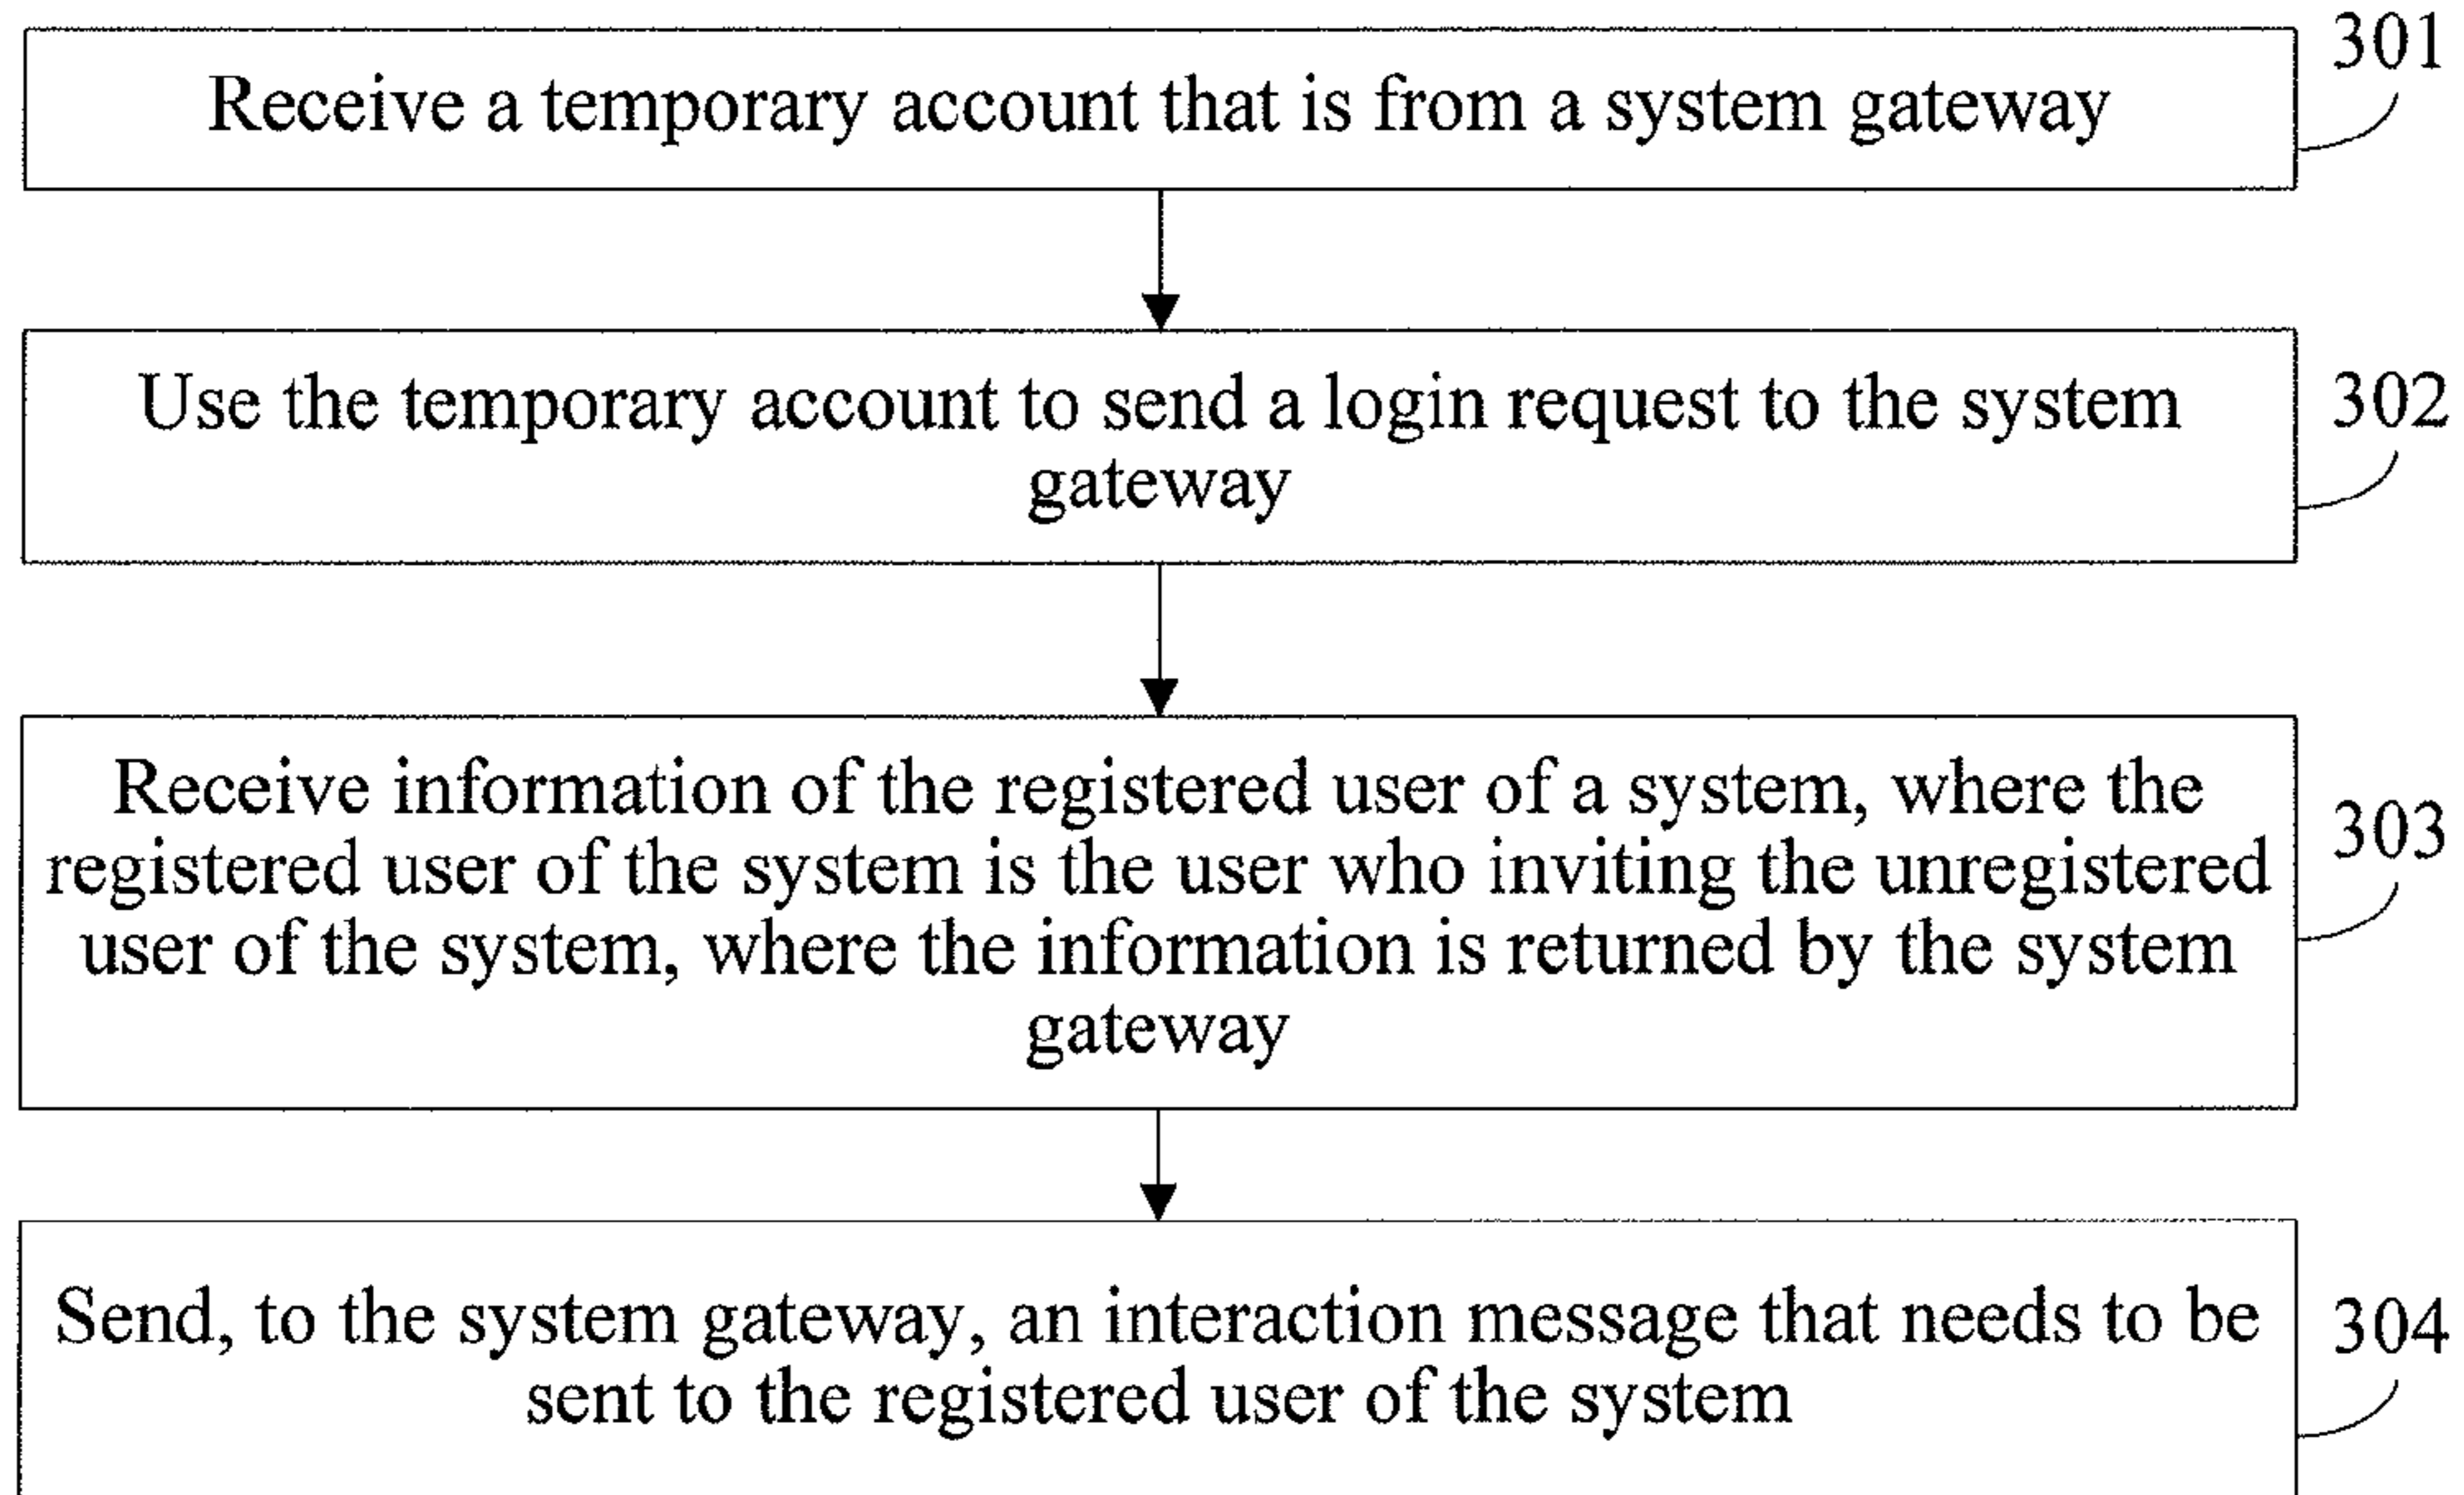 301
Receive a temporary account that is from a system gateway
Use the temporary account to send a login request to the system
gateway
302
Receive information of the registered user of a system, where the
registered user of the system is the user who inviting the unregistered
user of the system, where the information is returned by the system
gateway
303
Send, to the system gateway, an interaction message that needs to be
sent to the registered user of the system
304